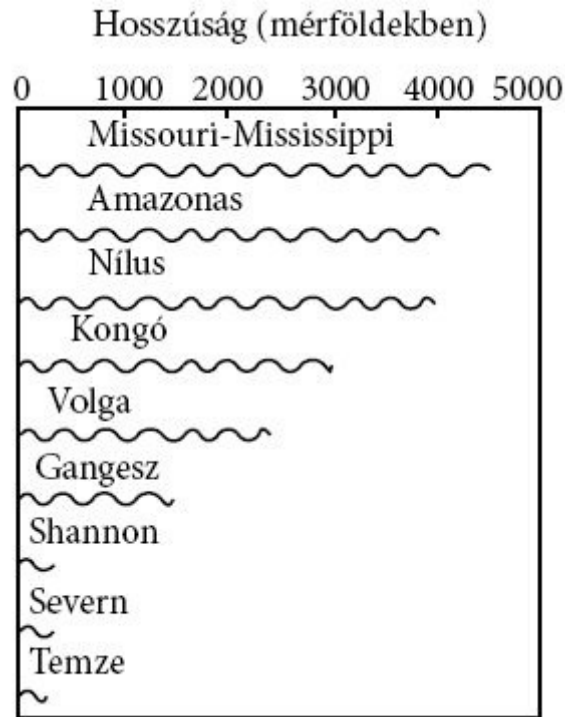 Hosszúság (mérföldekben)
0 1000 2000 3000 4000 5000
Missouri-Mississippi
Amazonas
Nílus
Kongó
Volga
Gangesz
Shannon
Severn
Temze